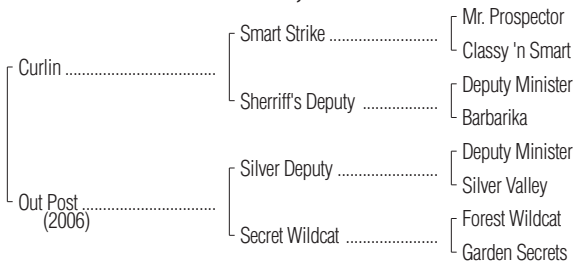 Mr. Prospector
Smart Strike ........................
Classy 'n Smart
Curlin ......................................
Deputy Minister
Sherriff's Deputy ..................
Barbarika
Deputy Minister
Silver Deputy ........................
Silver Valley
Out Post..................................
(2006)
Forest Wildcat
Secret Wildcat ......................
Garden Secrets